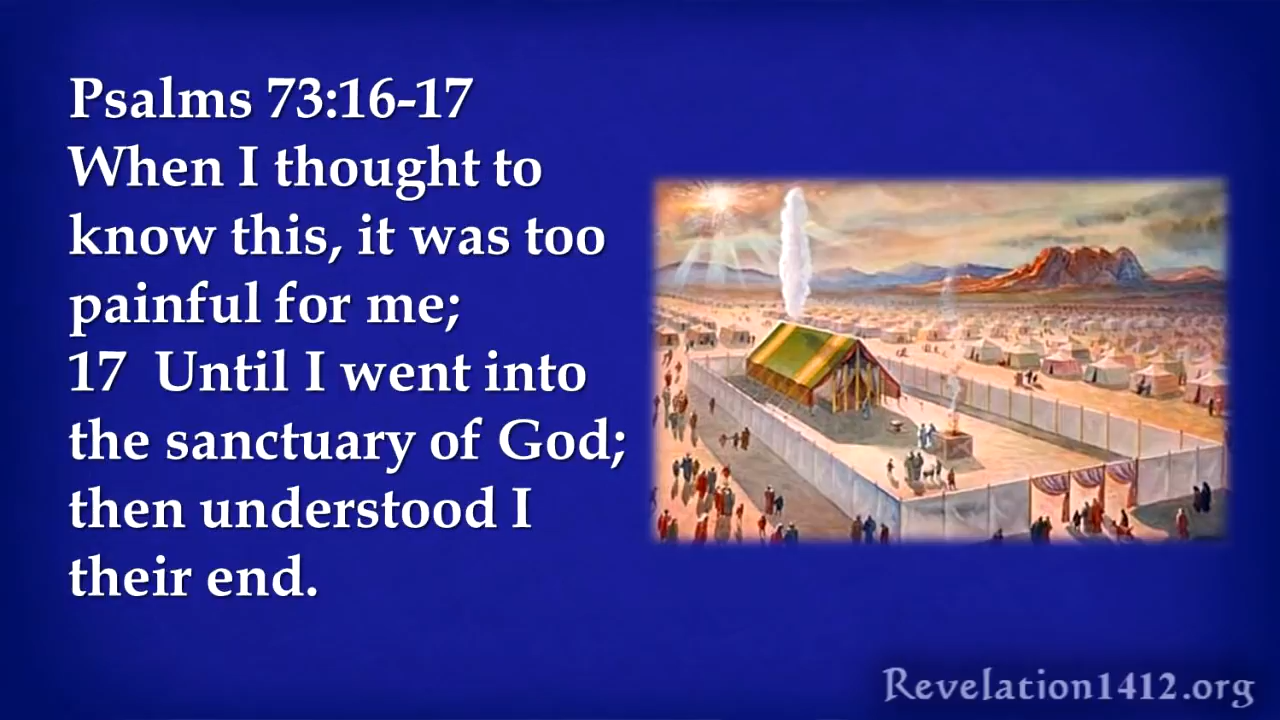 Psalms 73:16-17
When I thought to
know this, it was too
painful for me;
17  Until I went into
the sanctuary of God;
then understood I
their end.
Revelation1412.org